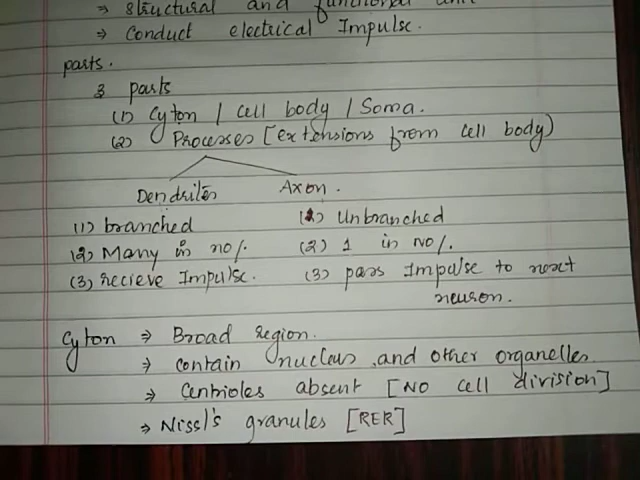 ⇒ structural and functional unit
⇒ Conduct electrical Impulse.
parts.
3 parts
(1) Cyton / cell body / Soma.
(2) Processes [extensions from cell body)
Dendrites Axon.
(1) branched (1) Unbranched
(2) Many in no/. (2) 1 in No/.
(3) recieve Impulse. (3) pass Impulse to next
neuron.
Cyton ⇒ Broad region.
⇒ contain nucleus and other organelles.
⇒ Centrioles absent [No cell division]
⇒ Nissl's granules [RER]